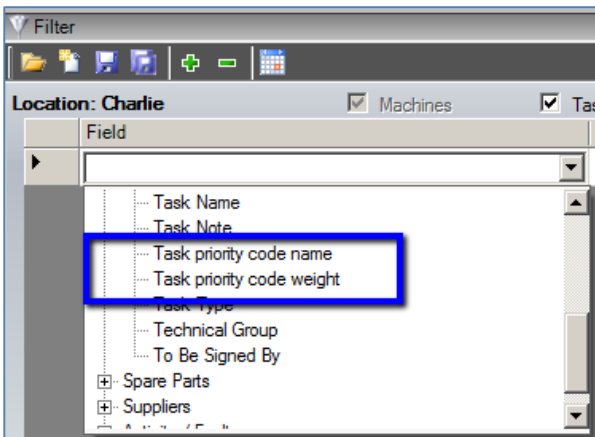 Filter
Location: Charlie Machines
Field
Task Name
Task Note
Task priority code name
Task priority code weight
Task Type
Technical Group
To Be Signed By
Spare Parts
Suppliers